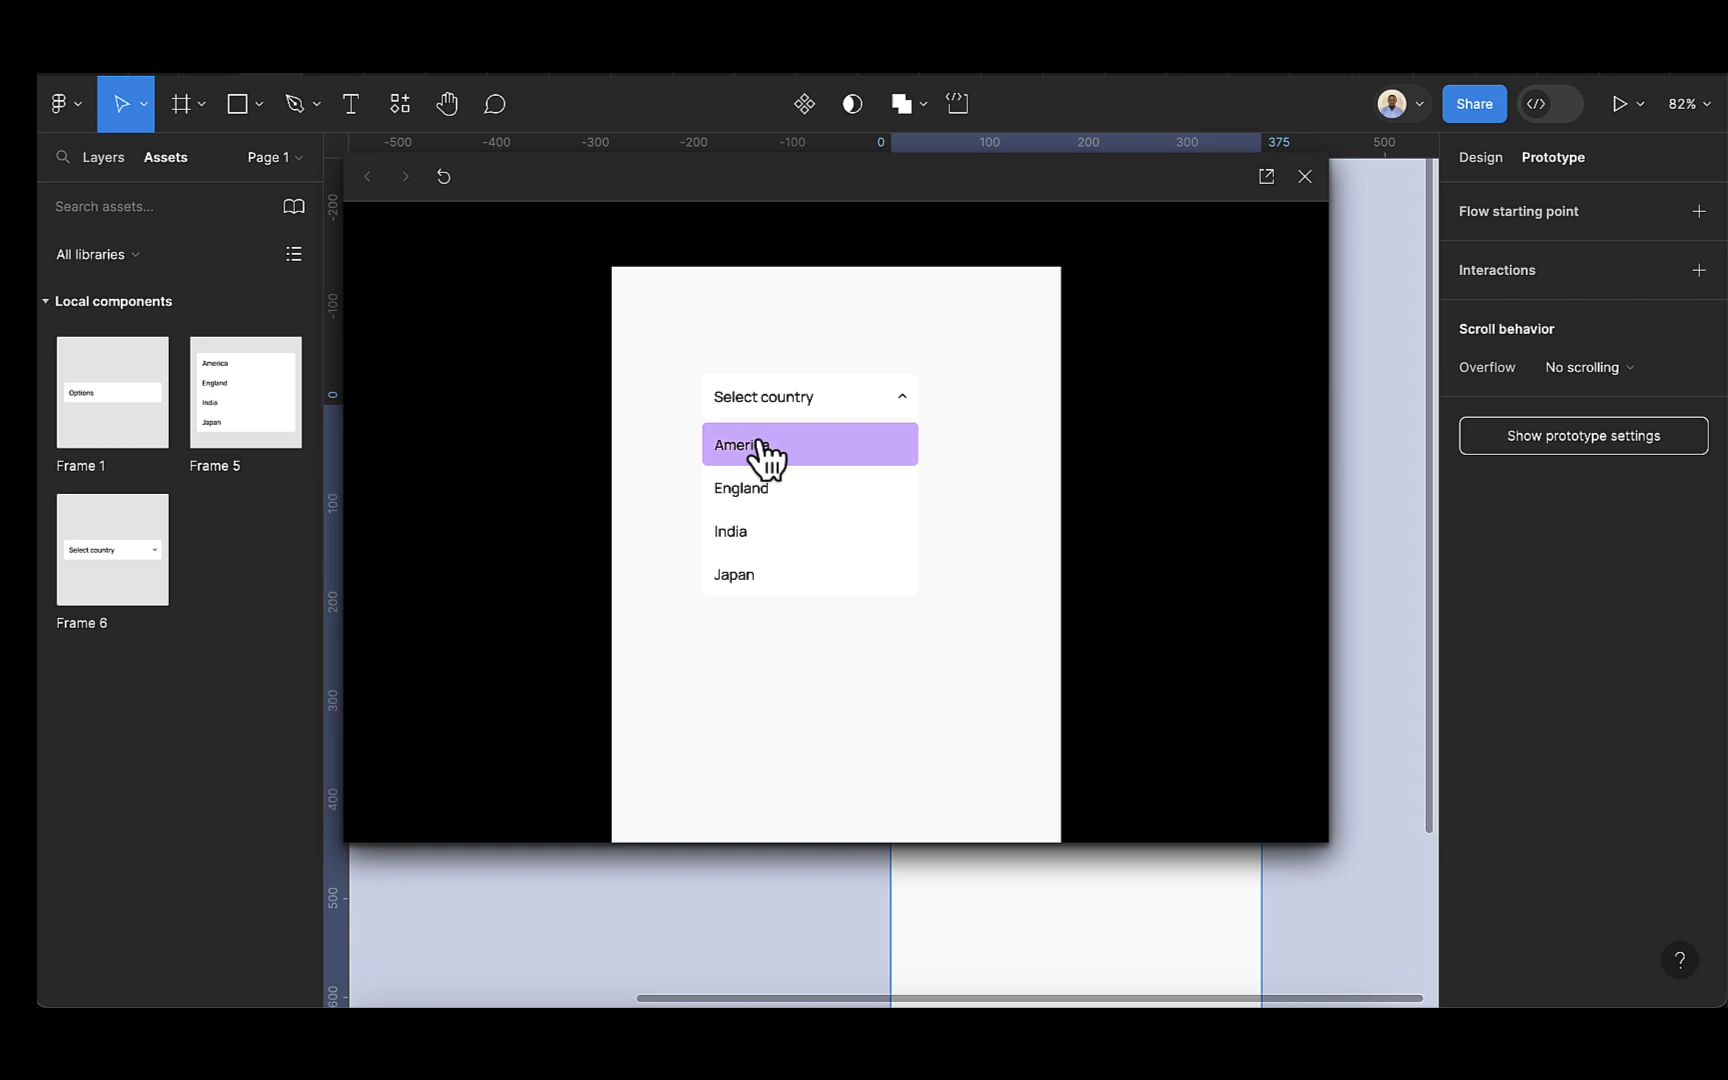 Share
82%
Layers
Assets
Page 1
-500
-400
-300
-200
-100
0
100
200
300
375
500
Design
Prototype
Search assets...
All libraries
Local components
Options
America
England
India
Japan
Frame 1
Frame 5
Select country
Frame 6
-200
-100
0
100
200
300
400
500
600
Select country
America
England
India
Japan
Flow starting point
Interactions
Scroll behavior
Overflow
No scrolling
Show prototype settings
?